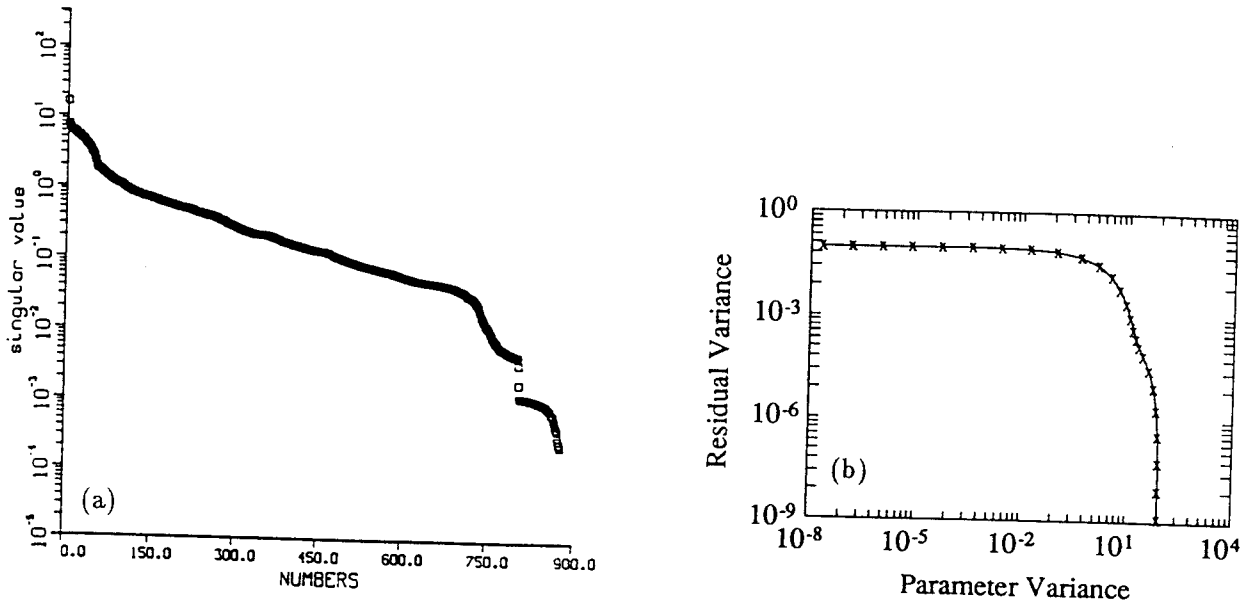 10²
10¹
10⁰
10⁻¹
10⁻²
10⁻³
10⁻⁴
10⁻⁵
singular value
(a)
0.0 150.0 300.0 450.0 600.0 750.0 900.0
NUMBERS
10⁰
10⁻³
10⁻⁶
10⁻⁹
Residual Variance
(b)
10⁻⁸ 10⁻⁵ 10⁻² 10¹ 10⁴
Parameter Variance